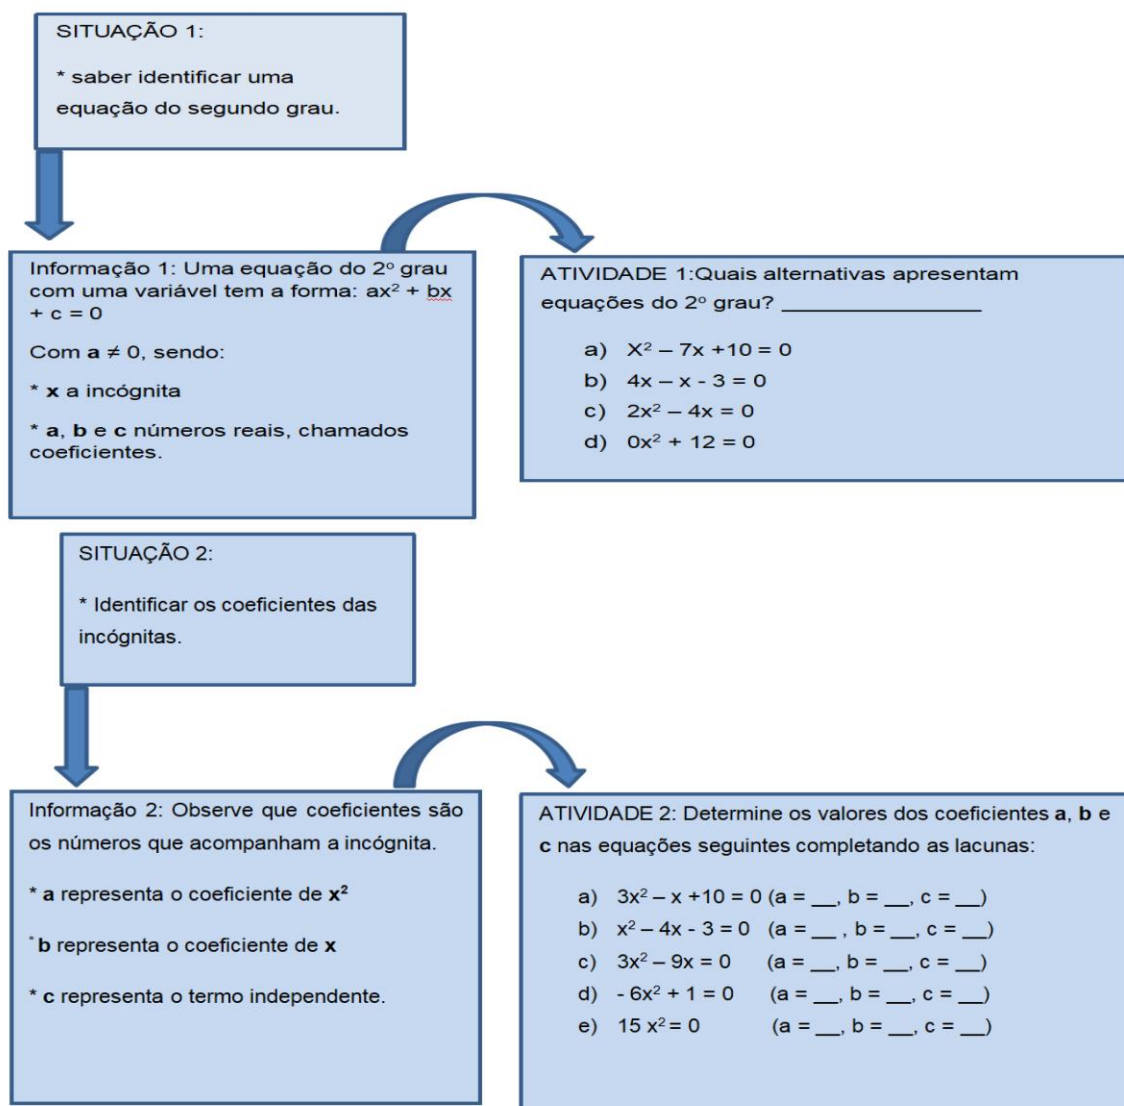 SITUAÇÃO 1:
* saber identificar uma
equação do segundo grau.
Informação 1: Uma equação do 2º grau
com uma variável tem a forma: ax² + bx
+ c = 0
Com a ≠ 0, sendo:
* x a incógnita
* a, b e c números reais, chamados
coeficientes.
ATIVIDADE 1:Quais alternativas apresentam
equações do 2º grau? __________________
a) X² – 7x +10 = 0
b) 4x – x - 3 = 0
c) 2x² – 4x = 0
d) 0x² + 12 = 0
SITUAÇÃO 2:
* Identificar os coeficientes das
incógnitas.
Informação 2: Observe que coeficientes são
os números que acompanham a incógnita.
* a representa o coeficiente de x²
* b representa o coeficiente de x
* c representa o termo independente.
ATIVIDADE 2: Determine os valores dos coeficientes a, b e
c nas equações seguintes completando as lacunas:
a) 3x² – x +10 = 0 (a = __, b = __, c = __)
b) x² – 4x - 3 = 0 (a = __ , b = __, c = __)
c) 3x² – 9x = 0 (a = __, b = __, c = __)
d) - 6x² + 1 = 0 (a = __, b = __, c = __)
e) 15 x² = 0 (a = __, b = __, c = __)